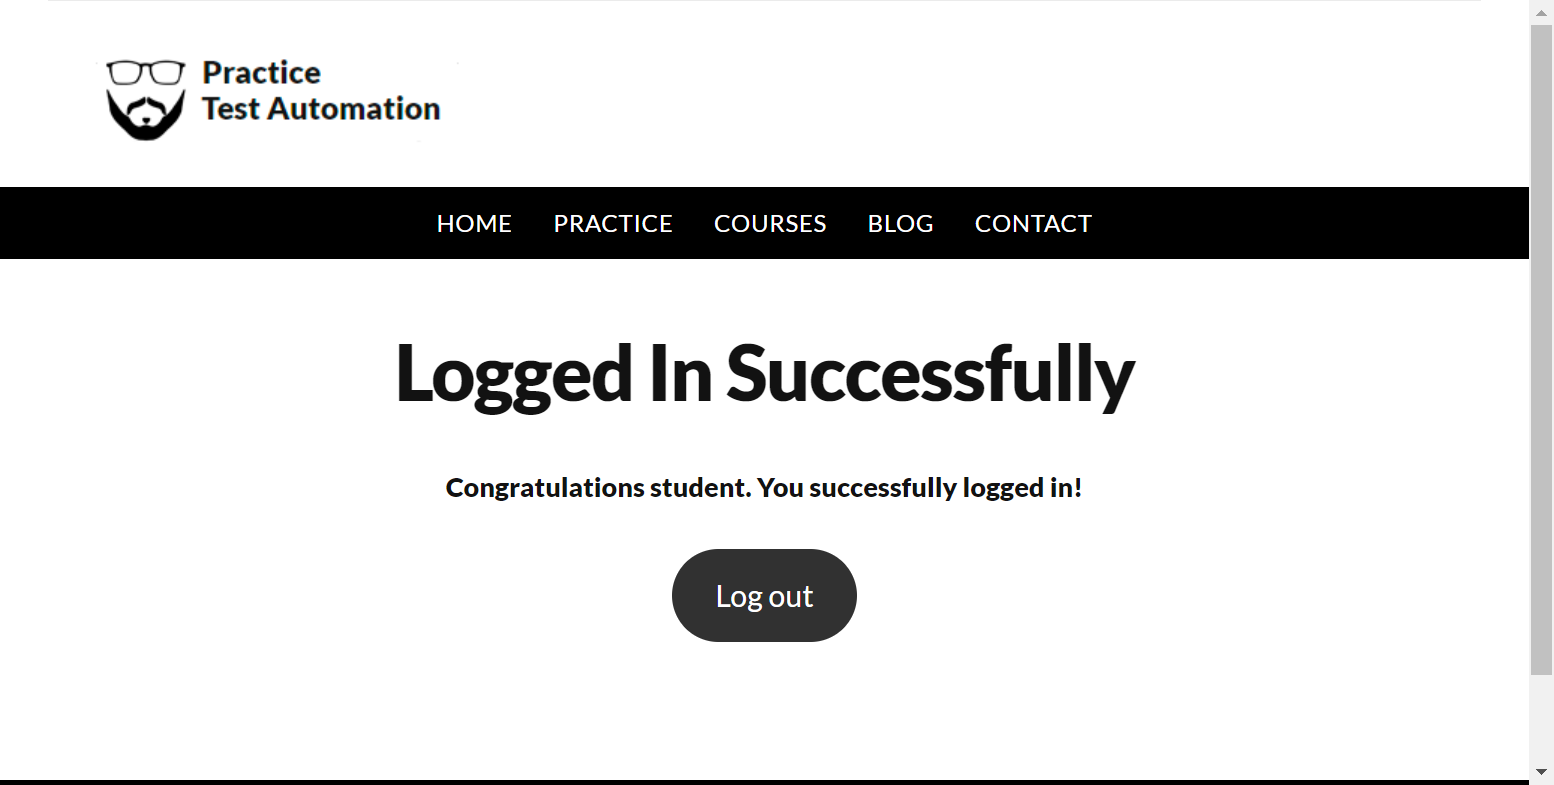 Practice
Test Automation
HOME PRACTICE COURSES BLOG CONTACT
Logged In Successfully
Congratulations student. You successfully logged in!
Log out